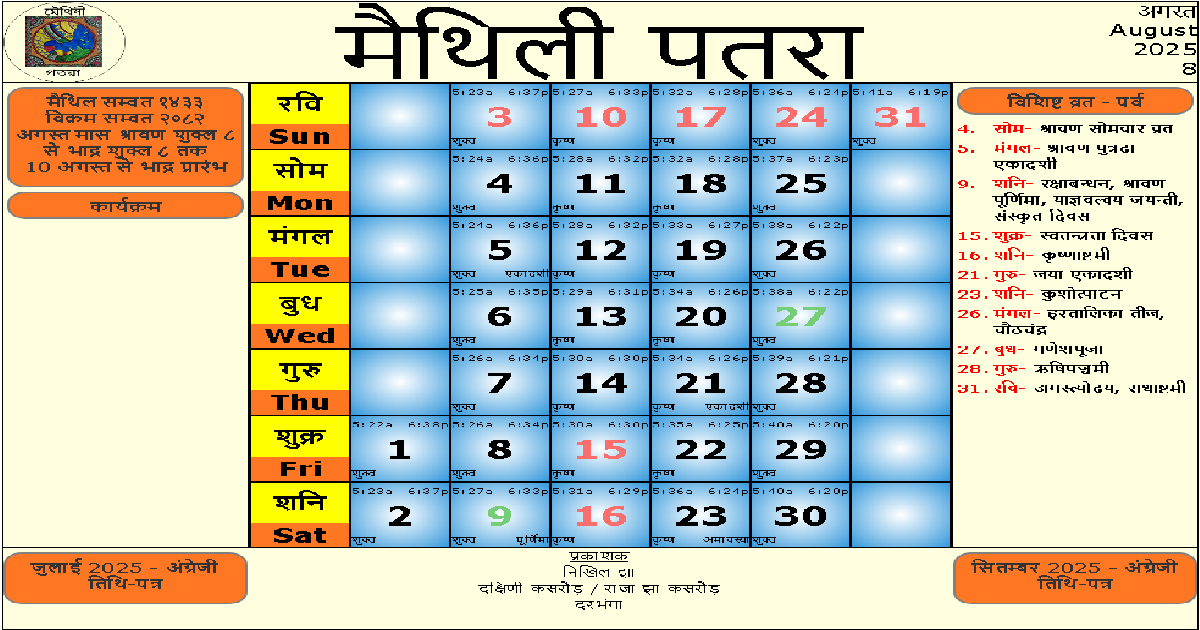 मैथिली
पतरा
मैथिली पतरा
अगस्त
August
2025
8
मैथिल सम्वत १४३३
विक्रम सम्वत २०८२
अगस्त मास श्रावण शुक्ल ८
से भाद्र शुक्ल ८ तक
10 अगस्त से भाद्र प्रारंभ
कार्यक्रम
रवि
Sun
5:23a 6:37p 5:27a 6:33p 5:32a 6:28p 5:36a 6:24p 5:41a 6:19p
3 10 17 24 31
शुक्ल कृष्ण कृष्ण शुक्ल शुक्ल
सोम
Mon
5:24a 6:36p 5:28a 6:32p 5:32a 6:28p 5:37a 6:23p
4 11 18 25
शुक्ल कृष्ण कृष्ण शुक्ल
मंगल
Tue
5:24a 6:36p 5:28a 6:32p 5:33a 6:27p 5:38a 6:22p
5 12 19 26
शुक्ल एकादशी कृष्ण कृष्ण शुक्ल
बुध
Wed
5:25a 6:35p 5:29a 6:31p 5:34a 6:26p 5:38a 6:22p
6 13 20 27
शुक्ल कृष्ण कृष्ण शुक्ल
गुरु
Thu
5:26a 6:34p 5:30a 6:30p 5:34a 6:26p 5:39a 6:21p
7 14 21 28
शुक्ल कृष्ण कृष्ण एकादशी शुक्ल
शुक्र
Fri
5:22a 6:38p 5:26a 6:34p 5:30a 6:30p 5:35a 6:25p 5:40a 6:20p
1 8 15 22 29
शुक्ल शुक्ल कृष्ण कृष्ण शुक्ल
शनि
Sat
5:23a 6:37p 5:27a 6:33p 5:31a 6:29p 5:36a 6:24p 5:40a 6:20p
2 9 16 23 30
शुक्ल शुक्ल पूर्णिमा कृष्ण कृष्ण अमावस्या शुक्ल
विशिष्ट व्रत - पर्व
4. सोम- श्रावण सोमवार व्रत
5. मंगल- श्रावण पुत्रदा
एकादशी
9. शनि- रक्षाबन्धन, श्रावण
पूर्णिमा, याज्ञवल्क्य जयन्ती,
संस्कृत दिवस
15. शुक्र- स्वतन्त्रता दिवस
16. शनि- कृष्णाष्टमी
21. गुरु- जया एकादशी
23. शनि- कुशोत्पाटन
26. मंगल- हरतालिका तीज,
चौठचंद्र
27. बुध- गणेशपूजा
28. गुरु- ऋषिपञ्चमी
31. रवि- अगस्त्योदय, राधाष्टमी
जुलाई 2025 - अंग्रेजी
तिथि-पत्र
प्रकाशक
निखिल झा
दक्षिणी कसरोड़ / राजा झा कसरोड़
दरभंगा
सितम्बर 2025 - अंग्रेजी
तिथि-पत्र